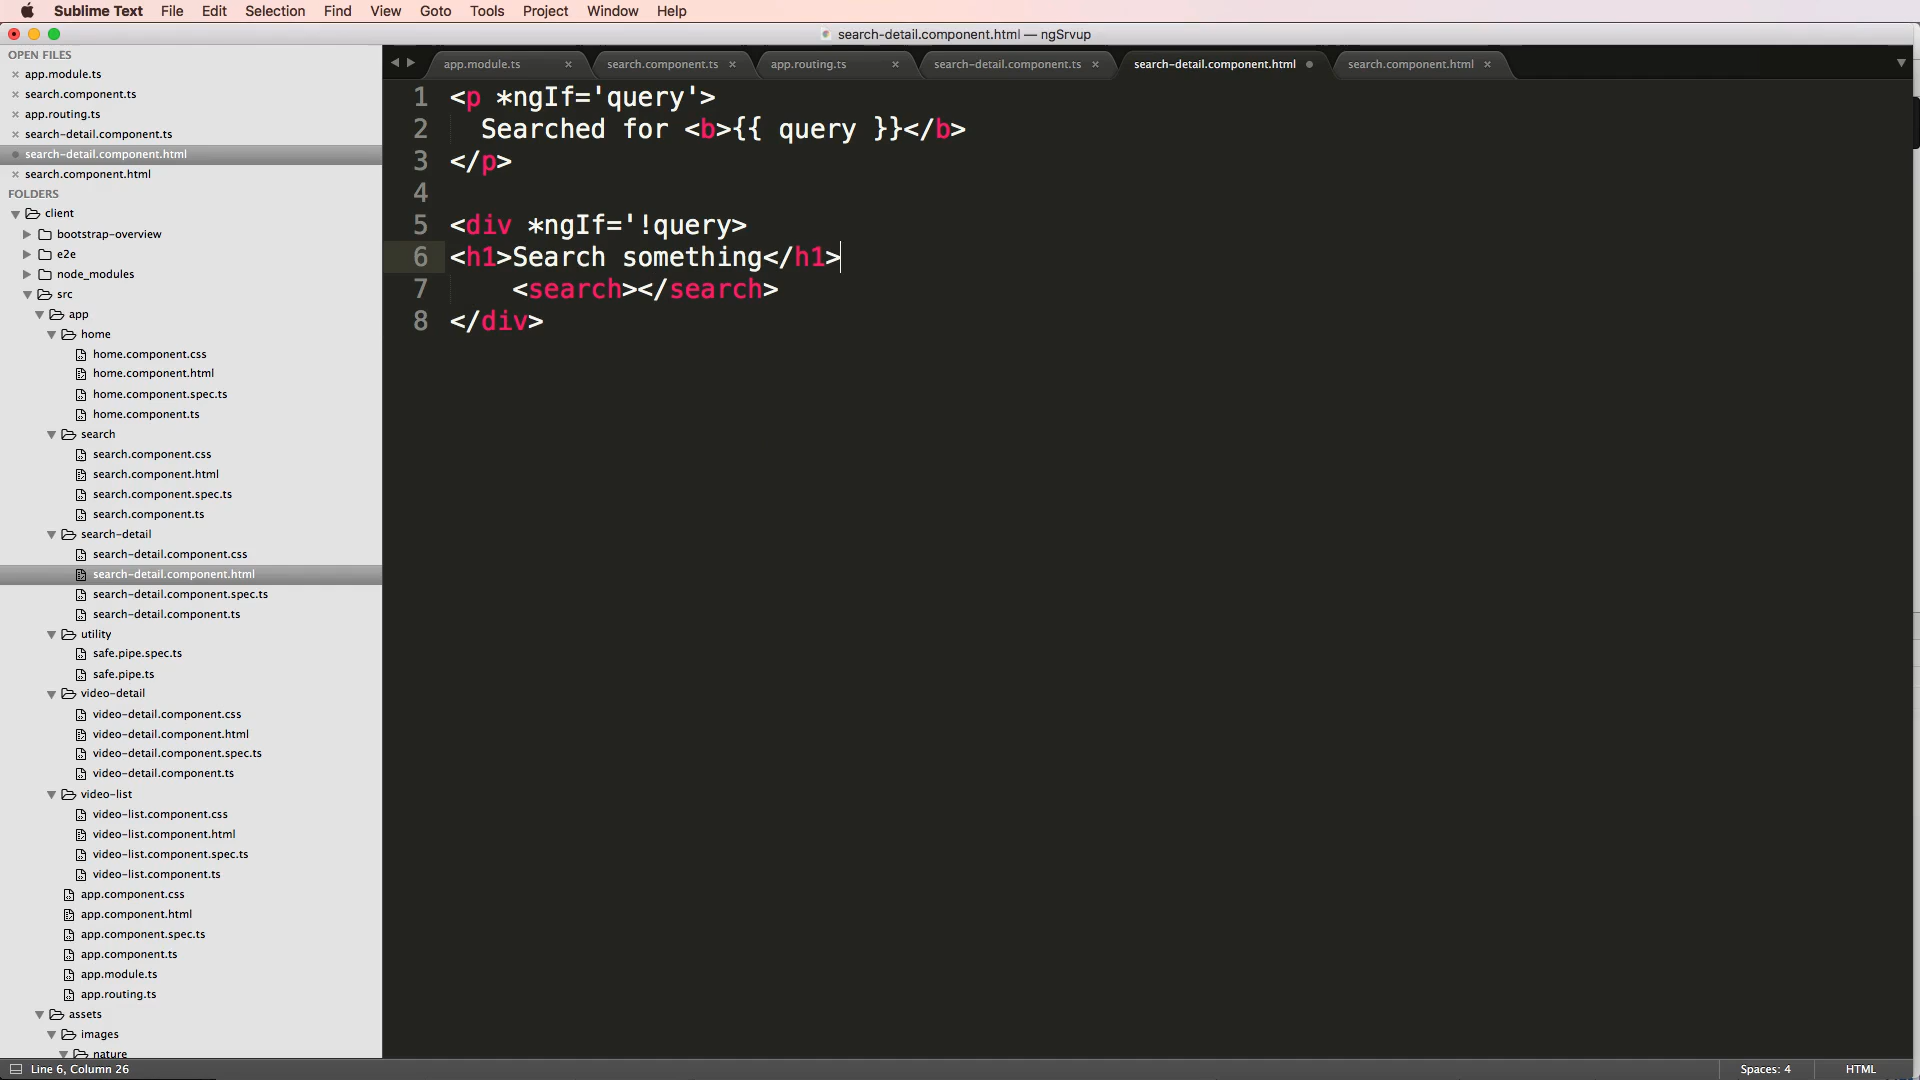 Sublime Text File Edit Selection Find View Goto Tools Project Window Help
search-detail.component.html — ngSrvup
OPEN FILES
app.module.ts
search.component.ts
app.routing.ts
search-detail.component.ts
search-detail.component.html
search.component.html
FOLDERS
client
bootstrap-overview
e2e
node_modules
src
app
home
home.component.css
home.component.html
home.component.spec.ts
home.component.ts
search
search.component.css
search.component.html
search.component.spec.ts
search.component.ts
search-detail
search-detail.component.css
search-detail.component.html
search-detail.component.spec.ts
search-detail.component.ts
utility
safe.pipe.spec.ts
safe.pipe.ts
video-detail
video-detail.component.css
video-detail.component.html
video-detail.component.spec.ts
video-detail.component.ts
video-list
video-list.component.css
video-list.component.html
video-list.component.spec.ts
video-list.component.ts
app.component.css
app.component.html
app.component.spec.ts
app.component.ts
app.module.ts
app.routing.ts
assets
images
nature
app.module.ts search.component.ts app.routing.ts search-detail.component.ts search-detail.component.html search.component.html
1 <p *ngIf='query'>
2 Searched for <b>{{ query }}</b>
3 </p>
4
5 <div *ngIf='!query>
6 <h1>Search something</h1>
7 <search></search>
8 </div>
Line 6, Column 26 Spaces: 4 HTML